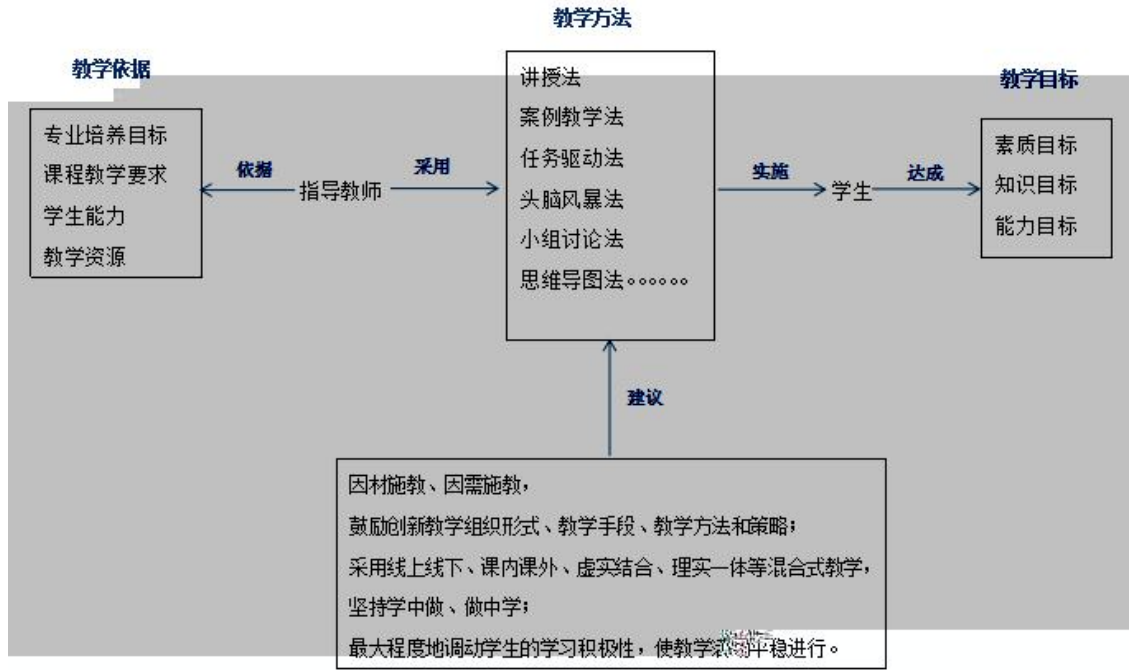 教学方法
教学依据
教学目标
专业培养目标
课程教学要求
学生能力
教学资源
依据
指导教师
采用
讲授法
案例教学法
任务驱动法
头脑风暴法
小组讨论法
思维导图法。。。。。。
实施
学生
达成
素质目标
知识目标
能力目标
建议
因材施教、因需施教，
鼓励创新教学组织形式、教学手段、教学方法和策略；
采用线上线下、课内课外、虚实结合、理实一体等混合式教学，
坚持学中做、做中学；
最大程度地调动学生的学习积极性，使教学 平稳进行。